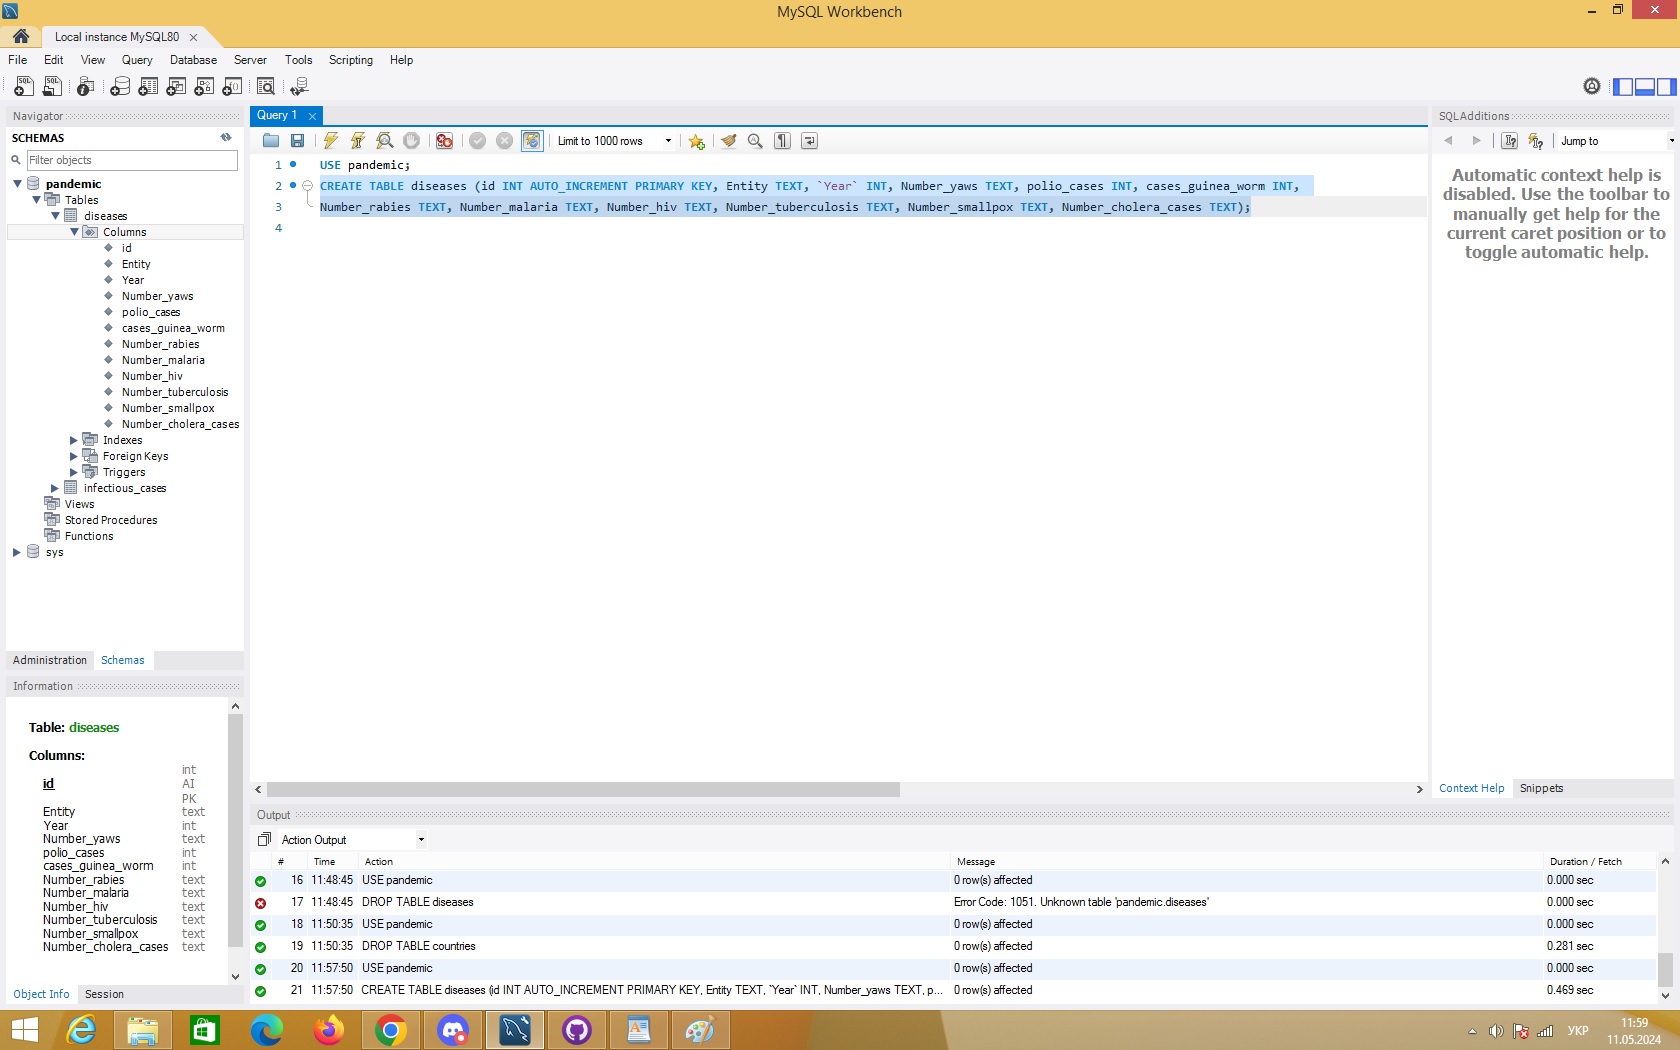 MySQL Workbench
Local instance MySQL80
File Edit View Query Database Server Tools Scripting Help
Navigator
SCHEMAS
Filter objects
pandemic
Tables
diseases
Columns
id
Entity
Year
Number_yaws
polio_cases
cases_guinea_worm
Number_rabies
Number_malaria
Number_hiv
Number_tuberculosis
Number_smallpox
Number_cholera_cases
Indexes
Foreign Keys
Triggers
infectious_cases
Views
Stored Procedures
Functions
sys
Administration Schemas
Information
Table: diseases
Columns:
id int AI PK
Entity text
Year int
Number_yaws text
polio_cases int
cases_guinea_worm int
Number_rabies text
Number_malaria text
Number_hiv text
Number_tuberculosis text
Number_smallpox text
Number_cholera_cases text
Object Info Session
Query 1
Limit to 1000 rows
1 USE pandemic;
2 CREATE TABLE diseases (id INT AUTO_INCREMENT PRIMARY KEY, Entity TEXT, `Year` INT, Number_yaws TEXT, polio_cases INT, cases_guinea_worm INT,
3 Number_rabies TEXT, Number_malaria TEXT, Number_hiv TEXT, Number_tuberculosis TEXT, Number_smallpox TEXT, Number_cholera_cases TEXT);
4
SQLAdditions
Jump to
Automatic context help is
disabled. Use the toolbar to
manually get help for the
current caret position or to
toggle automatic help.
Context Help Snippets
Output
Action Output
# Time Action Message Duration / Fetch
16 11:48:45 USE pandemic 0 row(s) affected 0.000 sec
17 11:48:45 DROP TABLE diseases Error Code: 1051. Unknown table 'pandemic.diseases' 0.000 sec
18 11:50:35 USE pandemic 0 row(s) affected 0.000 sec
19 11:50:35 DROP TABLE countries 0 row(s) affected 0.281 sec
20 11:57:50 USE pandemic 0 row(s) affected 0.000 sec
21 11:57:50 CREATE TABLE diseases (id INT AUTO_INCREMENT PRIMARY KEY, Entity TEXT, `Year` INT, Number_yaws TEXT, p... 0 row(s) affected 0.469 sec
УКР
11:59
11.05.2024